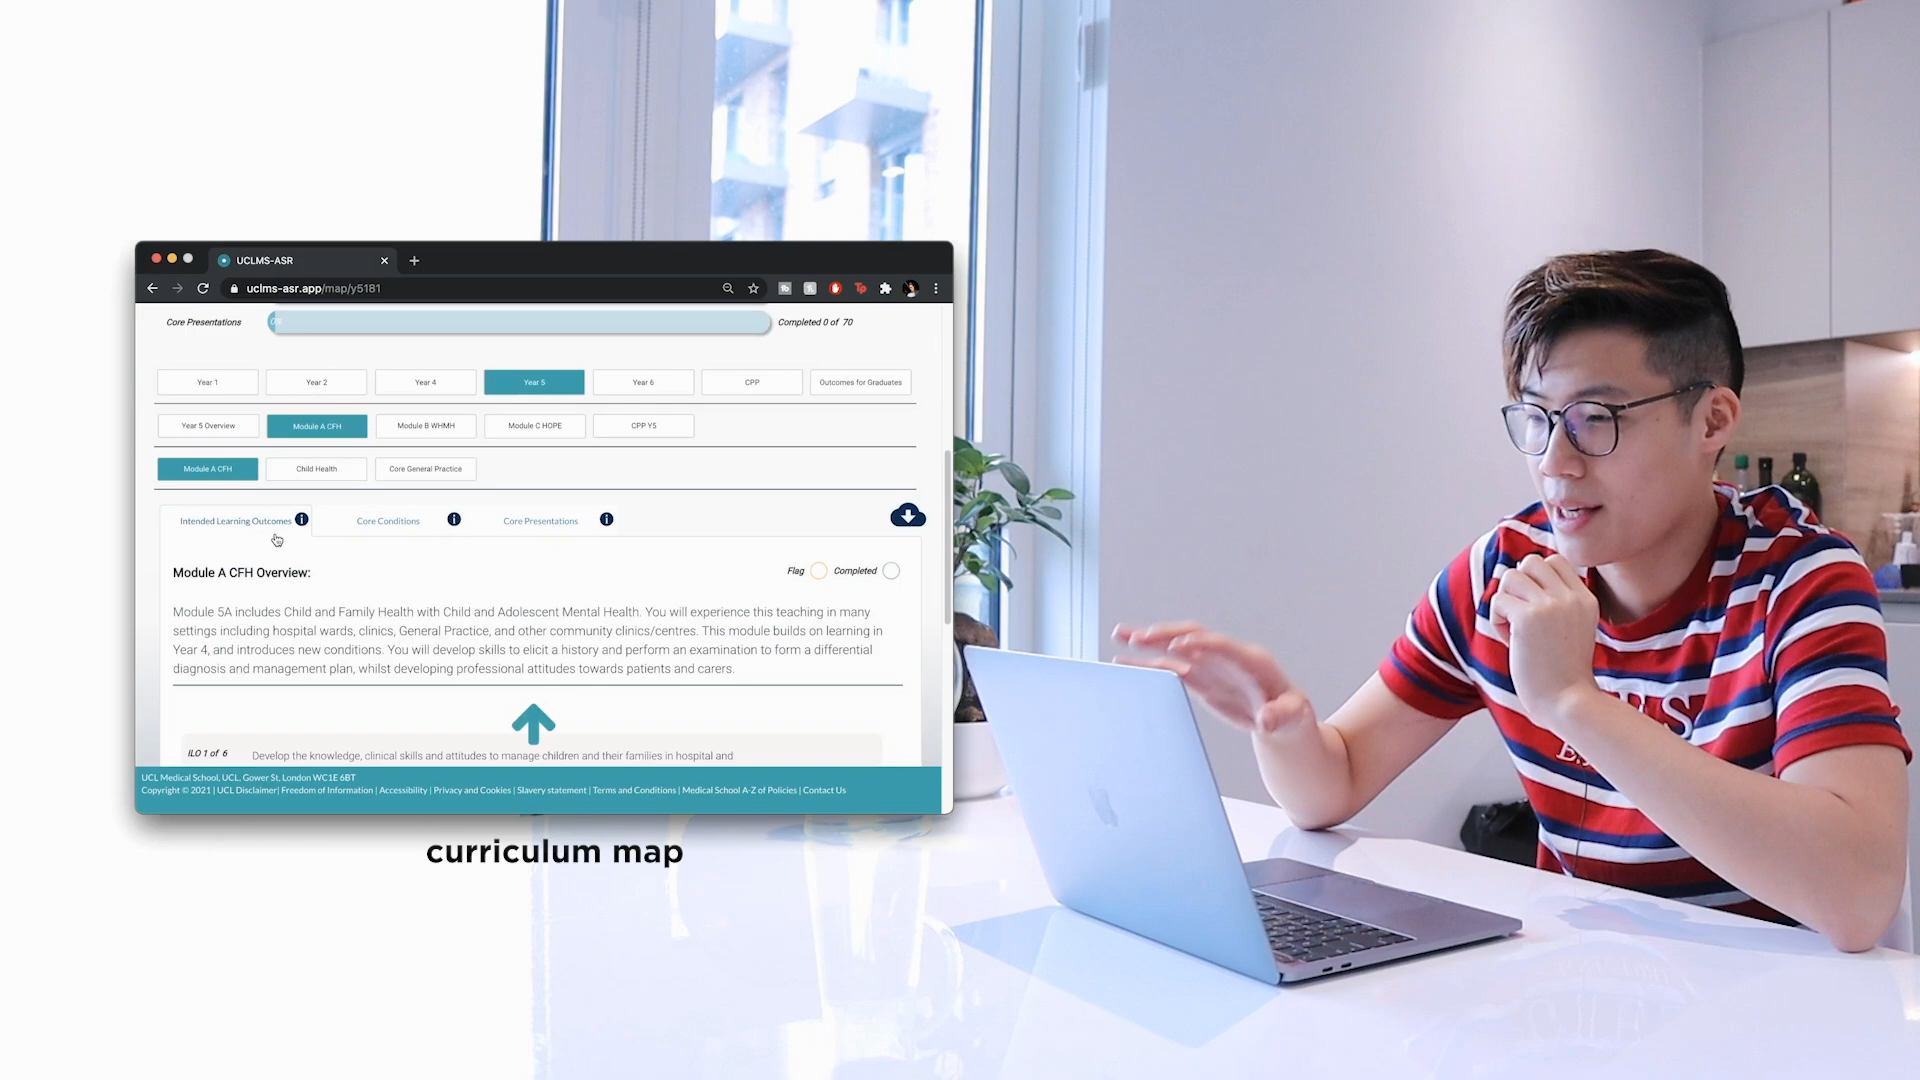 UCLMS-ASR
uclms-asr.app/map/y5181
Core Presentations
0%
Completed 0 of 70
Year 1
Year 2
Year 4
Year 5
Year 6
CPP
Outcomes for Graduates
Year 5 Overview
Module A CFH
Module B WHMH
Module C HOPE
CPP Y5
Module A CFH
Child Health
Core General Practice
Intended Learning Outcomes
Core Conditions
Core Presentations
Module A CFH Overview:
Flag
Completed
Module 5A includes Child and Family Health with Child and Adolescent Mental Health. You will experience this teaching in many
settings including hospital wards, clinics, General Practice, and other community clinics/centres. This module builds on learning in
Year 4, and introduces new conditions. You will develop skills to elicit a history and perform an examination to form a differential
diagnosis and management plan, whilst developing professional attitudes towards patients and carers.
ILO 1 of 6
Develop the knowledge, clinical skills and attitudes to manage children and their families in hospital and
UCL Medical School, UCL, Gower St, London WC1E 6BT
Copyright © 2021 | UCL Disclaimer| Freedom of Information | Accessibility | Privacy and Cookies | Slavery statement | Terms and Conditions | Medical School A-Z of Policies | Contact Us
curriculum map